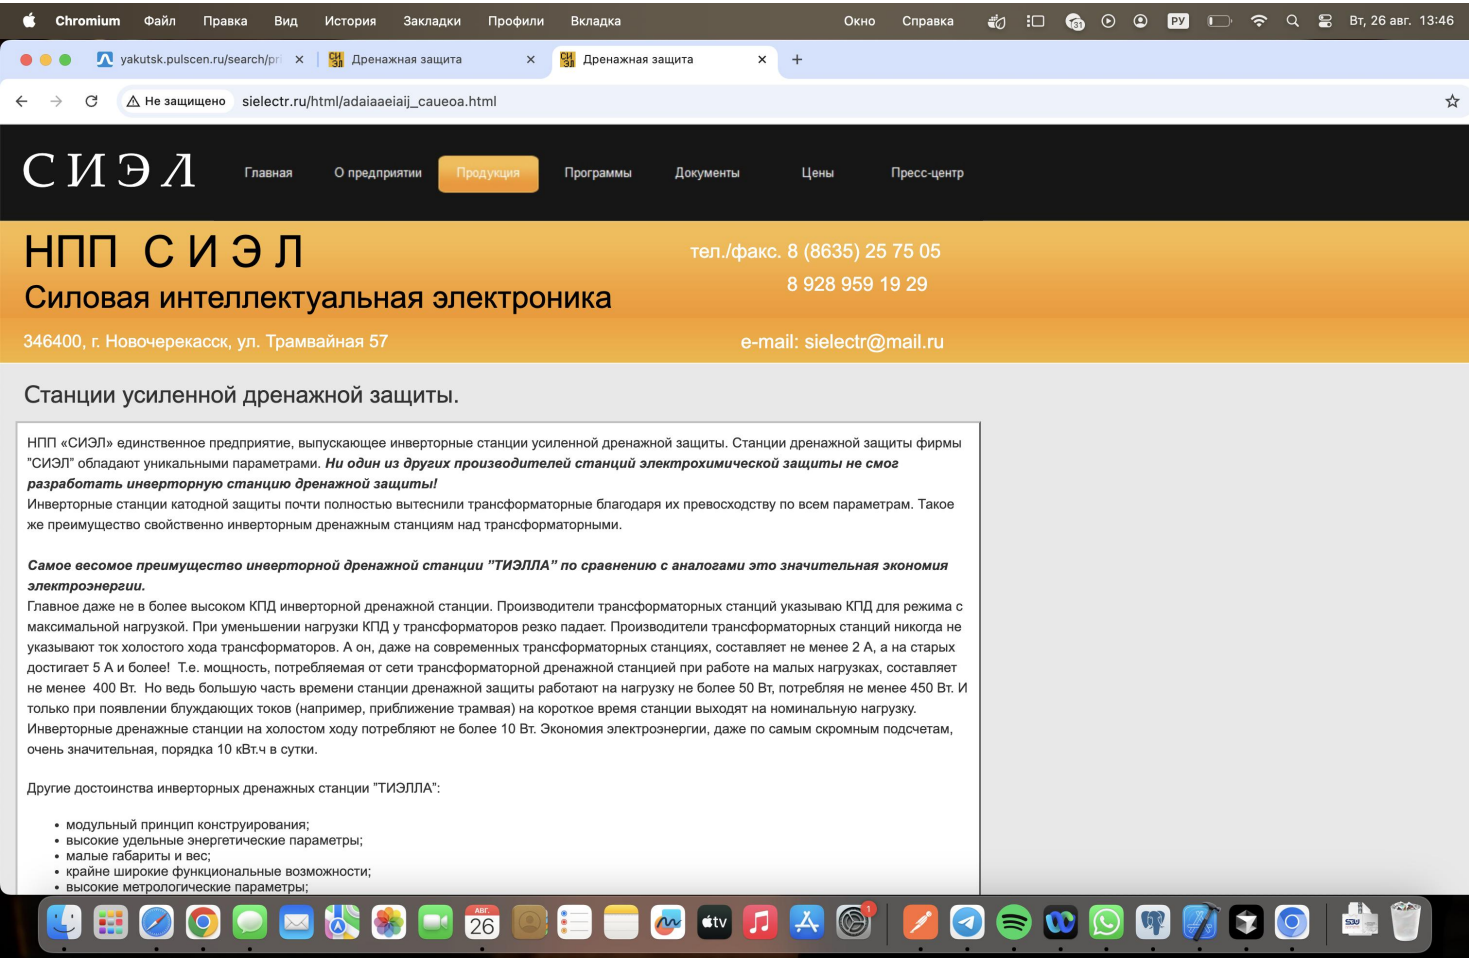 Chromium Файл Правка Вид История Закладки Профили Вкладка Окно Справка 31 РУ Вт, 26 авг. 13:46
yakutsk.pulscen.ru/search/pri
СИ ЭЛ Дренажная защита
СИ ЭЛ Дренажная защита
Не защищено sielectr.ru/html/adaiaaeiaij_caueoa.html
СИЭЛ Главная О предприятии Продукция Программы Документы Цены Пресс-центр
НПП С И Э Л
Силовая интеллектуальная электроника
тел./факс. 8 (8635) 25 75 05
8 928 959 19 29
346400, г. Новочерекасск, ул. Трамвайная 57
e-mail: sielectr@mail.ru
Станции усиленной дренажной защиты.
НПП «СИЭЛ» единственное предприятие, выпускающее инверторные станции усиленной дренажной защиты. Станции дренажной защиты фирмы
"СИЭЛ" обладают уникальными параметрами. Ни один из других производителей станций электрохимической защиты не смог
разработать инверторную станцию дренажной защиты!
Инверторные станции катодной защиты почти полностью вытеснили трансформаторные благодаря их превосходству по всем параметрам. Такое
же преимущество свойственно инверторным дренажным станциям над трансформаторными.
Самое весомое преимущество инверторной дренажной станции "ТИЭЛЛА" по сравнению с аналогами это значительная экономия
электроэнергии.
Главное даже не в более высоком КПД инверторной дренажной станции. Производители трансформаторных станций указываю КПД для режима с
максимальной нагрузкой. При уменьшении нагрузки КПД у трансформаторов резко падает. Производители трансформаторных станций никогда не
указывают ток холостого хода трансформаторов. А он, даже на современных трансформаторных станциях, составляет не менее 2 А, а на старых
достигает 5 А и более! Т.е. мощность, потребляемая от сети трансформаторной дренажной станцией при работе на малых нагрузках, составляет
не менее 400 Вт. Но ведь большую часть времени станции дренажной защиты работают на нагрузку не более 50 Вт, потребляя не менее 450 Вт. И
только при появлении блуждающих токов (например, приближение трамвая) на короткое время станции выходят на номинальную нагрузку.
Инверторные дренажные станции на холостом ходу потребляют не более 10 Вт. Экономия электроэнергии, даже по самым скромным подсчетам,
очень значительная, порядка 10 кВт.ч в сутки.
Другие достоинства инверторных дренажных станции "ТИЭЛЛА":
• модульный принцип конструирования;
• высокие удельные энергетические параметры;
• малые габариты и вес;
• крайне широкие функциональные возможности;
• высокие метрологические параметры;
АВГ.
26
tv
1